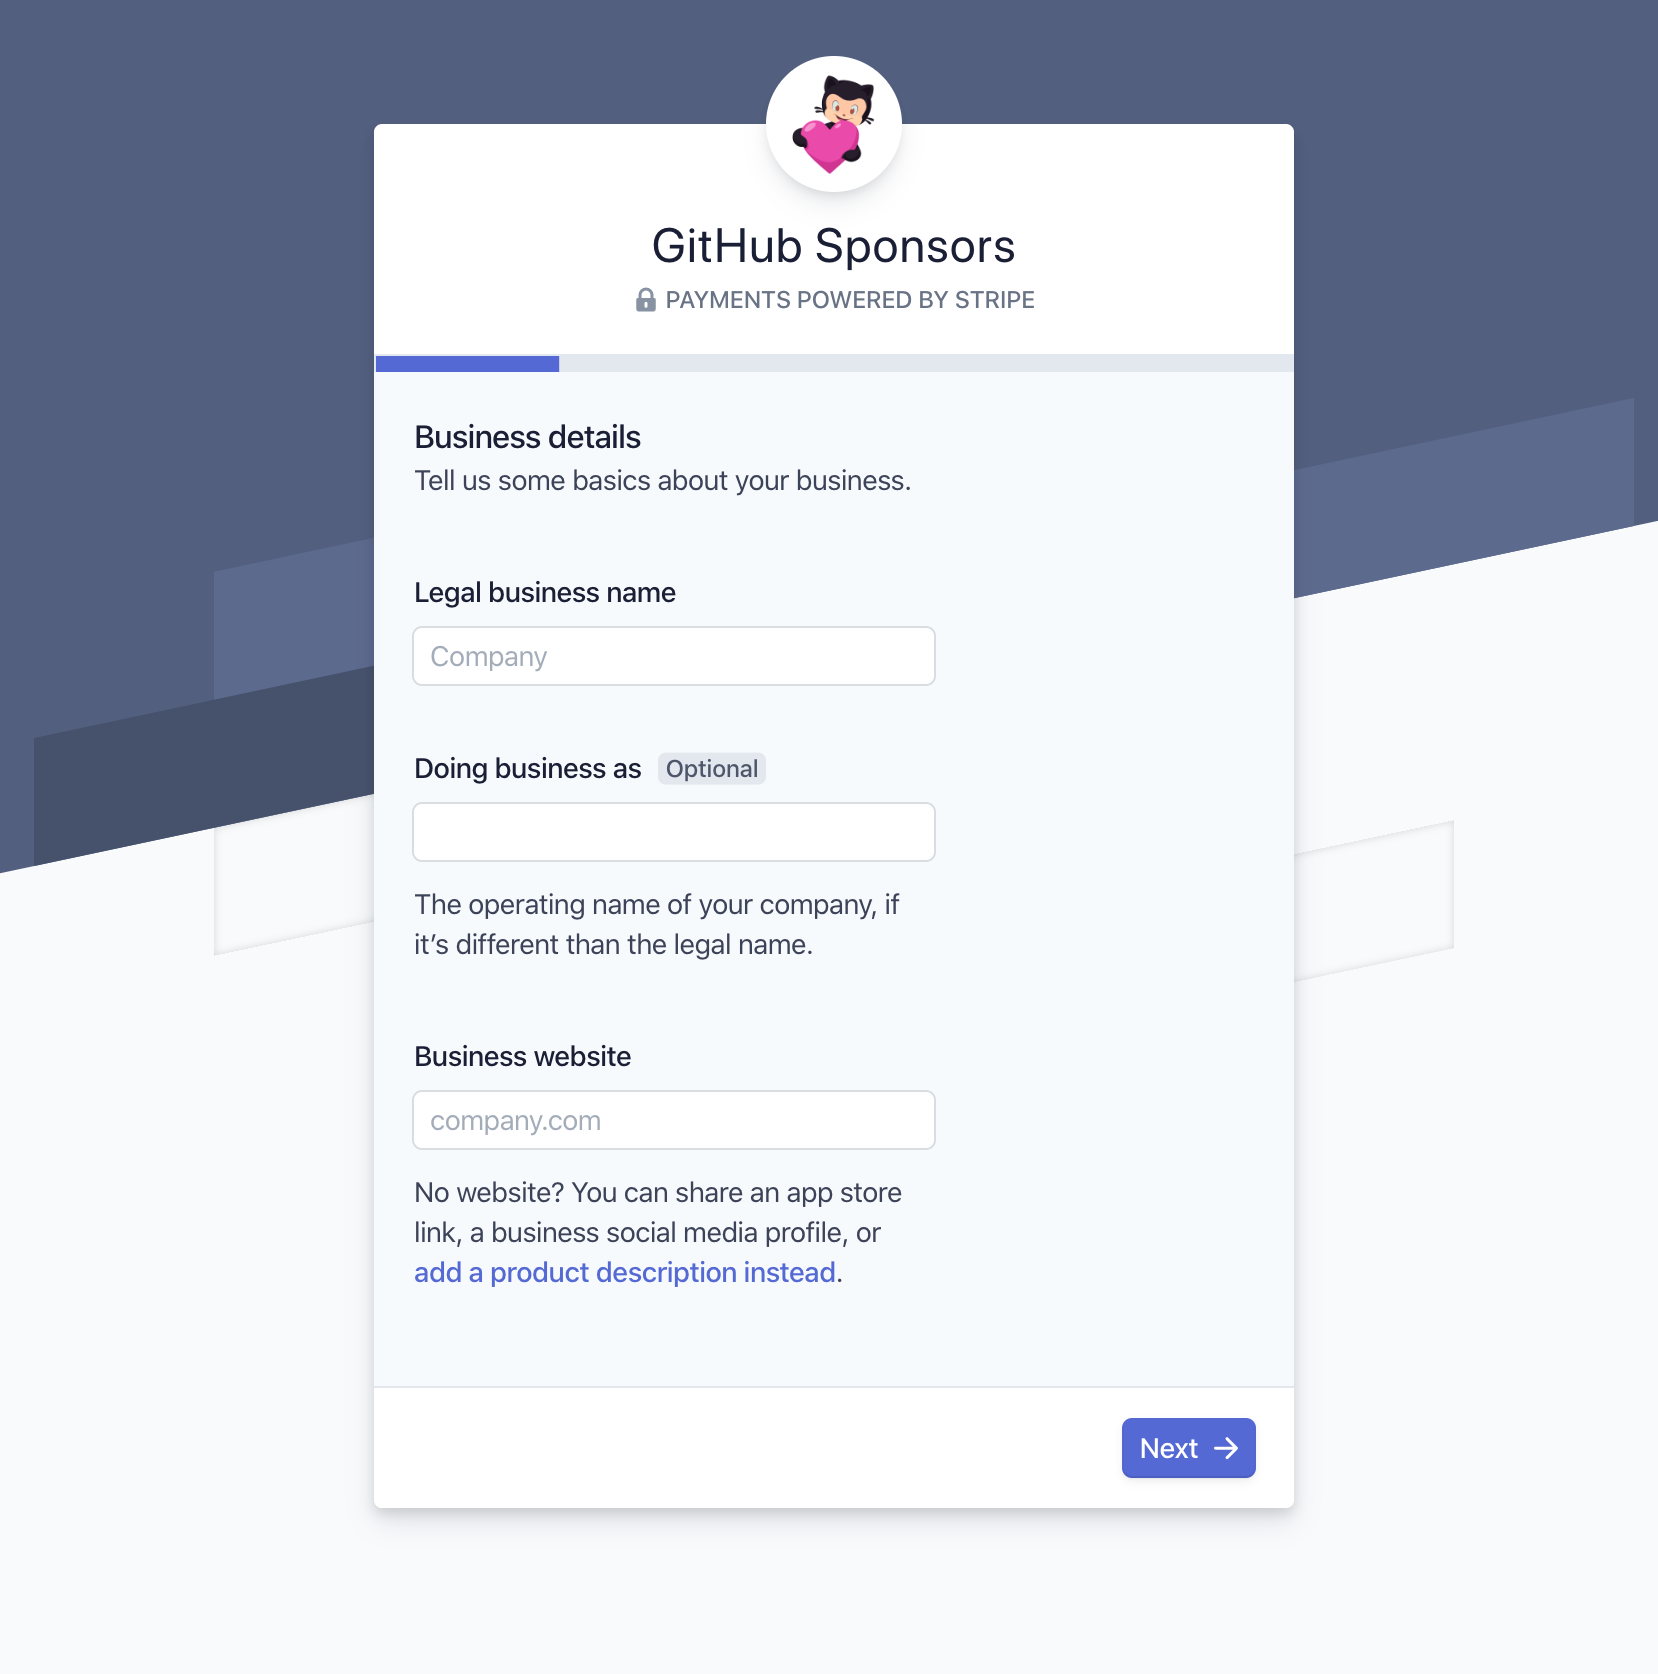 GitHub Sponsors
PAYMENTS POWERED BY STRIPE
Business details
Tell us some basics about your business.
Legal business name
Company
Doing business as Optional
The operating name of your company, if
it’s different than the legal name.
Business website
company.com
No website? You can share an app store
link, a business social media profile, or
add a product description instead.
Next